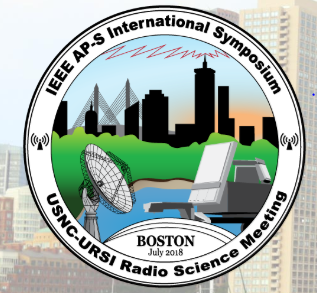 IEEE AP-S International Symposium
BOSTON
July 2018
USNC-URSI Radio Science Meeting